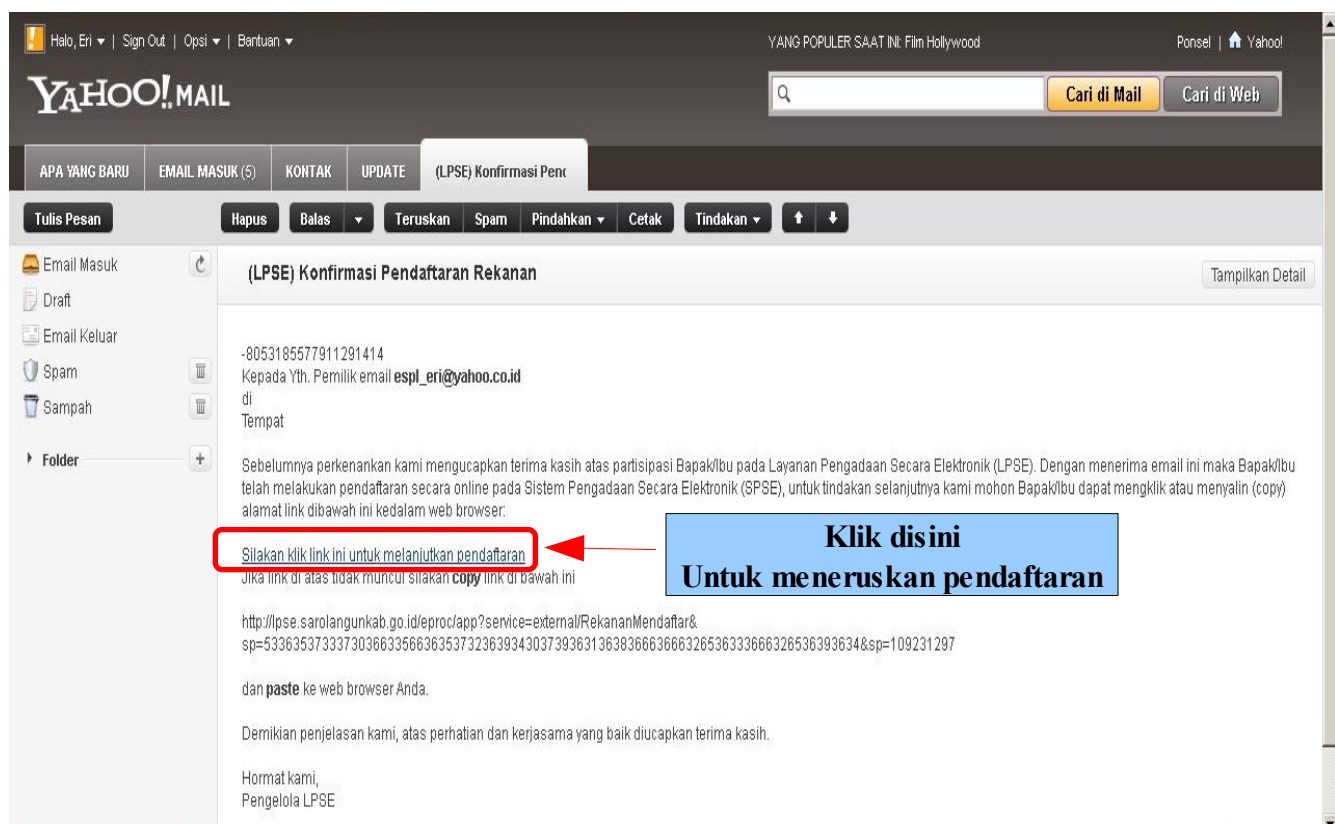 Halo, Eri | Sign Out | Opsi | Bantuan
YANG POPULER SAAT INI: Film Hollywood
Ponsel | Yahoo!
YAHOO! MAIL
Cari di Mail
Cari di Web
APA YANG BARU
EMAIL MASUK (5)
KONTAK
UPDATE
(LPSE) Konfirmasi Pend
Tulis Pesan
Hapus
Balas
Teruskan
Spam
Pindahkan
Cetak
Tindakan
Email Masuk
Draft
Email Keluar
Spam
Sampah
Folder
(LPSE) Konfirmasi Pendaftaran Rekanan
Tampilkan Detail
-8053185577911291414
Kepada Yth. Pemilik email espl_eri@yahoo.co.id
di
Tempat
Sebelumnya perkenankan kami mengucapkan terima kasih atas partisipasi Bapak/Ibu pada Layanan Pengadaan Secara Elektronik (LPSE). Dengan menerima email ini maka Bapak/Ibu
telah melakukan pendaftaran secara online pada Sistem Pengadaan Secara Elektronik (SPSE), untuk tindakan selanjutnya kami mohon Bapak/Ibu dapat mengklik atau menyalin (copy)
alamat link dibawah ini kedalam web browser:
Silakan klik link ini untuk melanjutkan pendaftaran
Jika link di atas tidak muncul silakan copy link di bawah ini
Klik disini
Untuk meneruskan pendaftaran
http://lpse.sarolangunkab.go.id/eproc/app?service=external/RekananMendaftar&
dan paste ke web browser Anda.
Demikian penjelasan kami, atas perhatian dan kerjasama yang baik diucapkan terima kasih.
Hormat kami,
Pengelola LPSE